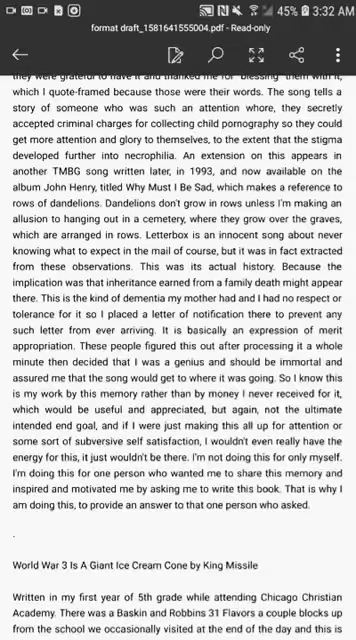 45% 3:32 AM
format draft_1581641555004.pdf - Read-only
they were grateful to have it and thanked me for "blessing" them with it,
which I quote-framed because those were their words. The song tells a
story of someone who was such an attention whore, they secretly
accepted criminal charges for collecting child pornography so they could
get more attention and glory to themselves, to the extent that the stigma
developed further into necrophilia. An extension on this appears in
another TMBG song written later, in 1993, and now available on the
album John Henry, titled Why Must I Be Sad, which makes a reference to
rows of dandelions. Dandelions don't grow in rows unless I'm making an
allusion to hanging out in a cemetery, where they grow over the graves,
which are arranged in rows. Letterbox is an innocent song about never
knowing what to expect in the mail of course, but it was in fact extracted
from these observations. This was its actual history. Because the
implication was that inheritance earned from a family death might appear
there. This is the kind of dementia my mother had and I had no respect or
tolerance for it so I placed a letter of notification there to prevent any
such letter from ever arriving. It is basically an expression of merit
appropriation. These people figured this out after processing it a whole
minute then decided that I was a genius and should be immortal and
assured me that the song would get to where it was going. So I know this
is my work by this memory rather than by money I never received for it,
which would be useful and appreciated, but again, not the ultimate
intended end goal, and if I were just making this all up for attention or
some sort of subversive self satisfaction, I wouldn't even really have the
energy for this, it just wouldn't be there. I'm not doing this for only myself.
I'm doing this for one person who wanted me to share this memory and
inspired and motivated me by asking me to write this book. That is why I
am doing this, to provide an answer to that one person who asked.
.
World War 3 Is A Giant Ice Cream Cone by King Missile
Written in my first year of 5th grade while attending Chicago Christian
Academy. There was a Baskin and Robbins 31 Flavors a couple blocks up
from the school we occasionally visited at the end of the day and this is